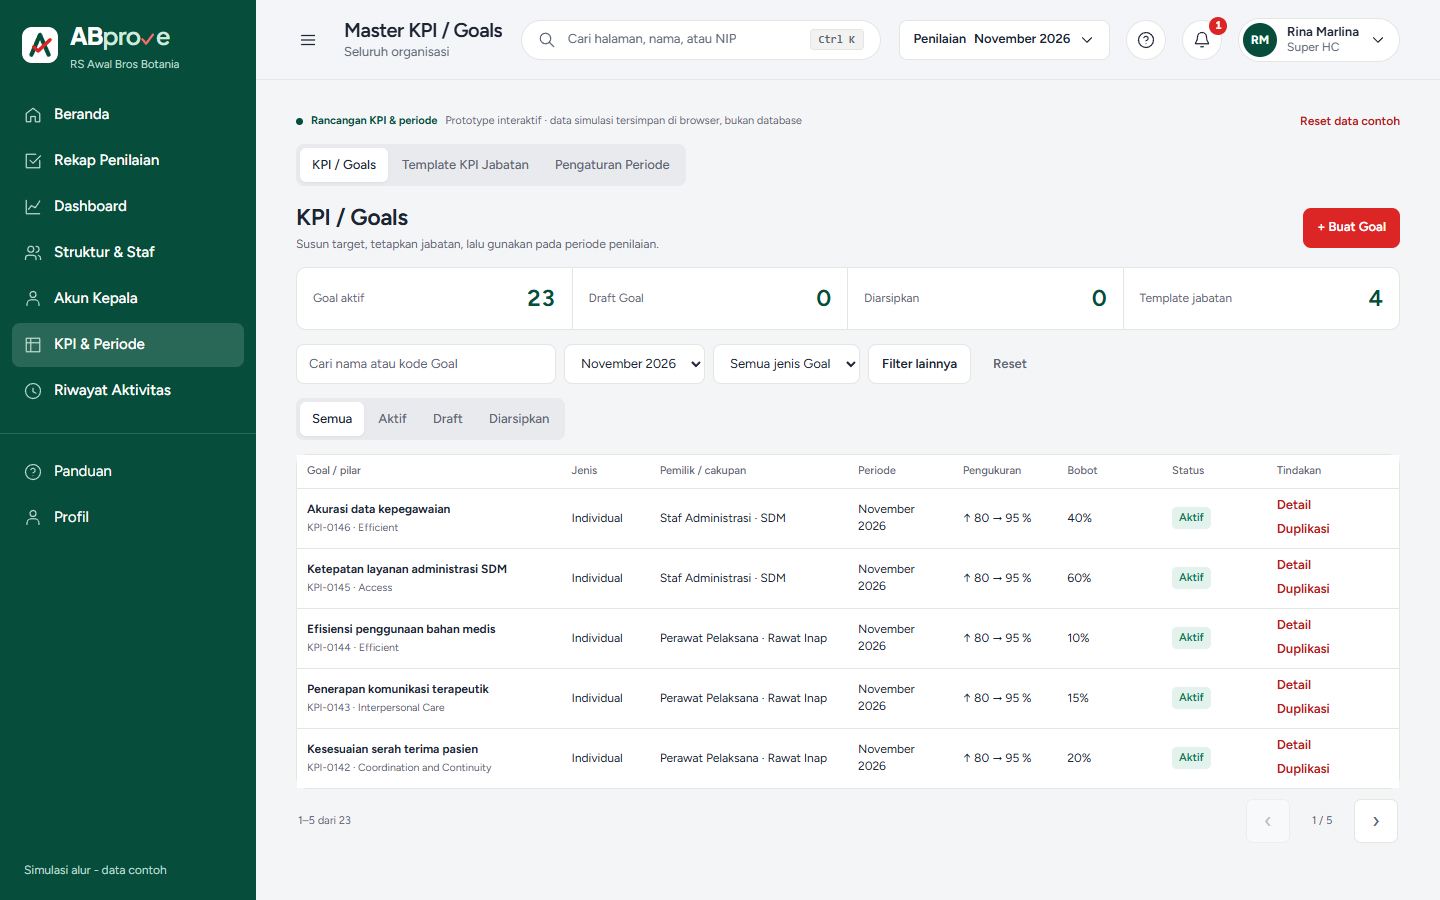 ABprove
RS Awal Bros Botania
Beranda
Rekap Penilaian
Dashboard
Struktur & Staf
Akun Kepala
KPI & Periode
Riwayat Aktivitas
Panduan
Profil
Simulasi alur - data contoh
Master KPI / Goals
Seluruh organisasi
Cari halaman, nama, atau NIP
Ctrl K
Penilaian November 2026
1
RM
Rina Marlina
Super HC
Rancangan KPI & periode Prototype interaktif · data simulasi tersimpan di browser, bukan database
Reset data contoh
KPI / Goals Template KPI Jabatan Pengaturan Periode
KPI / Goals
Susun target, tetapkan jabatan, lalu gunakan pada periode penilaian.
+ Buat Goal
Goal aktif 23 Draft Goal 0 Diarsipkan 0 Template jabatan 4
Cari nama atau kode Goal November 2026 Semua jenis Goal Filter lainnya Reset
Semua Aktif Draft Diarsipkan
Goal / pilar Jenis Pemilik / cakupan Periode Pengukuran Bobot Status Tindakan
Akurasi data kepegawaian
KPI-0146 · Efficient
Individual Staf Administrasi · SDM
November
2026
↑ 80 → 95 % 40% Aktif
Detail
Duplikasi
Ketepatan layanan administrasi SDM
KPI-0145 · Access
Individual Staf Administrasi · SDM
November
2026
↑ 80 → 95 % 60% Aktif
Detail
Duplikasi
Efisiensi penggunaan bahan medis
KPI-0144 · Efficient
Individual Perawat Pelaksana · Rawat Inap
November
2026
↑ 80 → 95 % 10% Aktif
Detail
Duplikasi
Penerapan komunikasi terapeutik
KPI-0143 · Interpersonal Care
Individual Perawat Pelaksana · Rawat Inap
November
2026
↑ 80 → 95 % 15% Aktif
Detail
Duplikasi
Kesesuaian serah terima pasien
KPI-0142 · Coordination and Continuity
Individual Perawat Pelaksana · Rawat Inap
November
2026
↑ 80 → 95 % 20% Aktif
Detail
Duplikasi
1–5 dari 23
‹ 1 / 5 ›